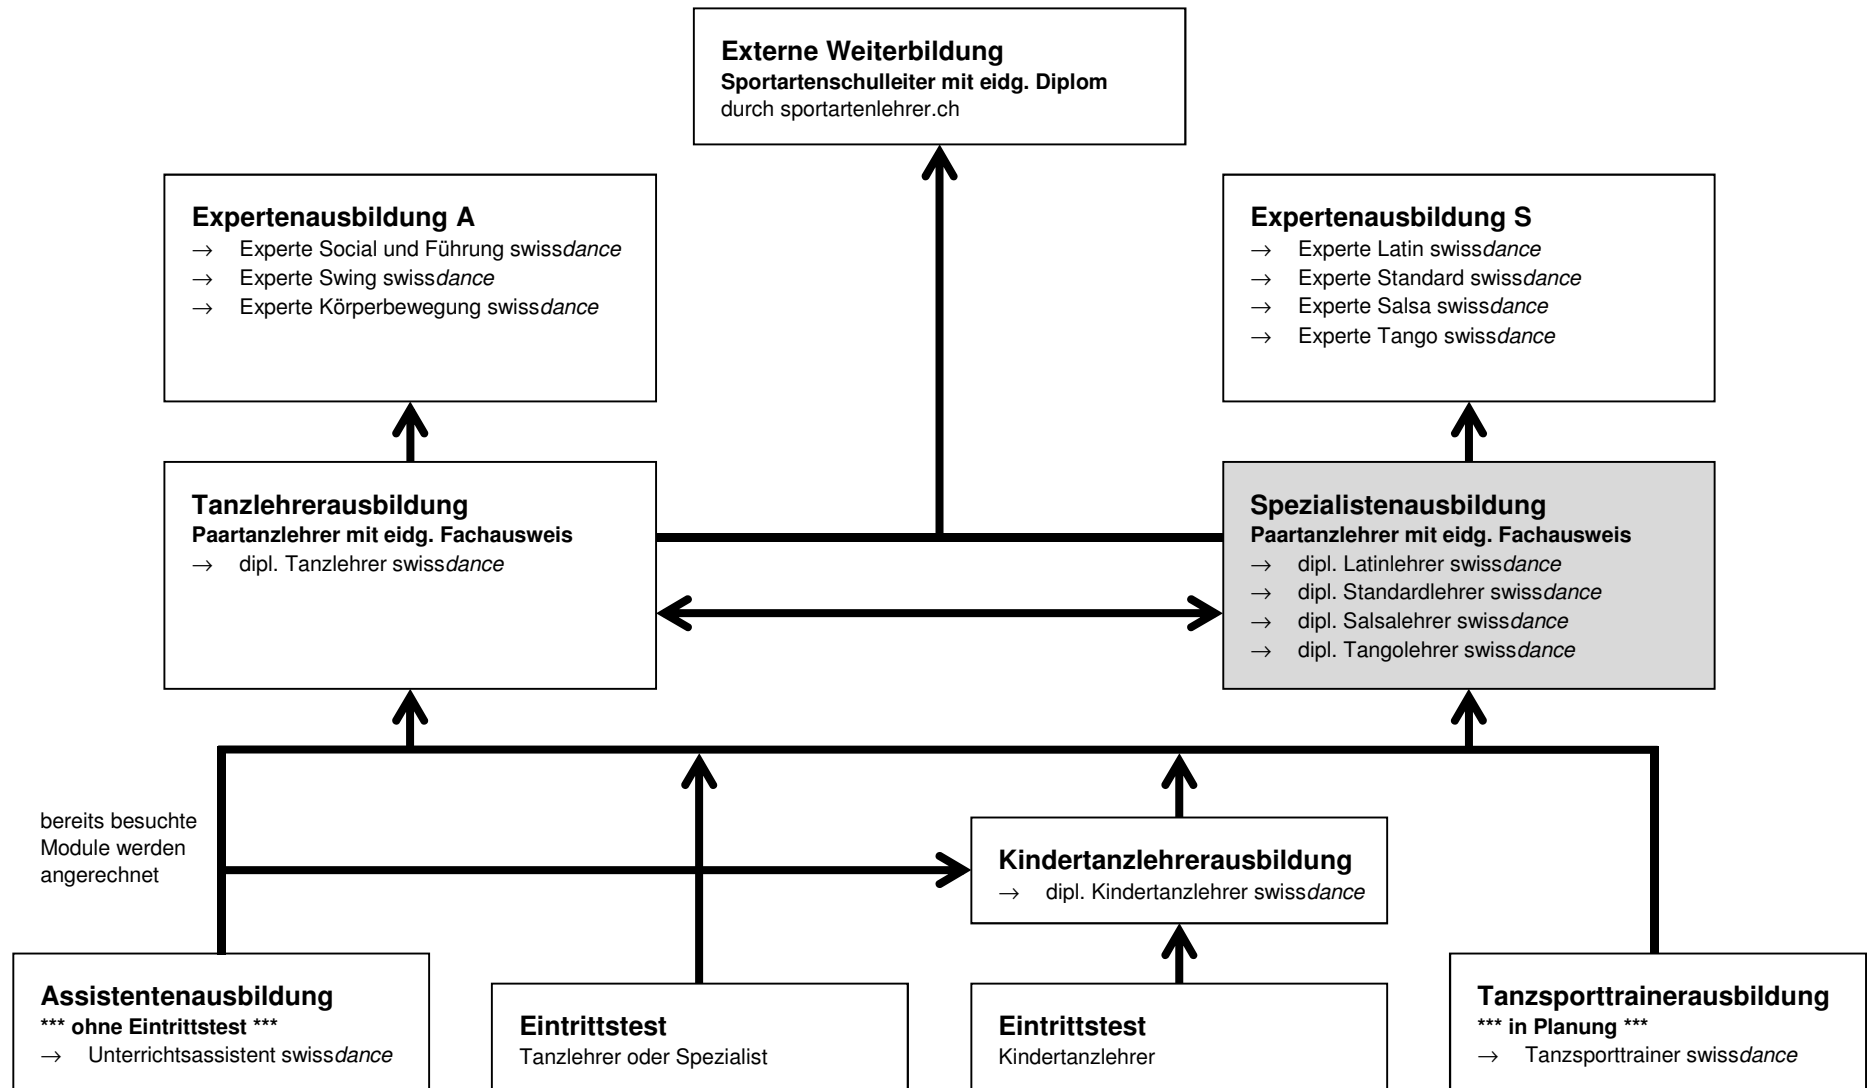 Externe Weiterbildung
Sportartenschulleiter mit eidg. Diplom
durch sportartenlehrer.ch
Expertenausbildung A
→ Experte Social und Führung swissdance
→ Experte Swing swissdance
→ Experte Körperbewegung swissdance
Expertenausbildung S
→ Experte Latin swissdance
→ Experte Standard swissdance
→ Experte Salsa swissdance
→ Experte Tango swissdance
Tanzlehrerausbildung
Paartanzlehrer mit eidg. Fachausweis
→ dipl. Tanzlehrer swissdance
Spezialistenausbildung
Paartanzlehrer mit eidg. Fachausweis
→ dipl. Latinlehrer swissdance
→ dipl. Standardlehrer swissdance
→ dipl. Salsalehrer swissdance
→ dipl. Tangolehrer swissdance
bereits besuchte
Module werden
angerechnet
Kindertanzlehrerausbildung
→ dipl. Kindertanzlehrer swissdance
Assistentenausbildung
*** ohne Eintrittstest ***
→ Unterrichtsassistent swissdance
Eintrittstest
Tanzlehrer oder Spezialist
Eintrittstest
Kindertanzlehrer
Tanzsporttrainerausbildung
*** in Planung ***
→ Tanzsporttrainer swissdance